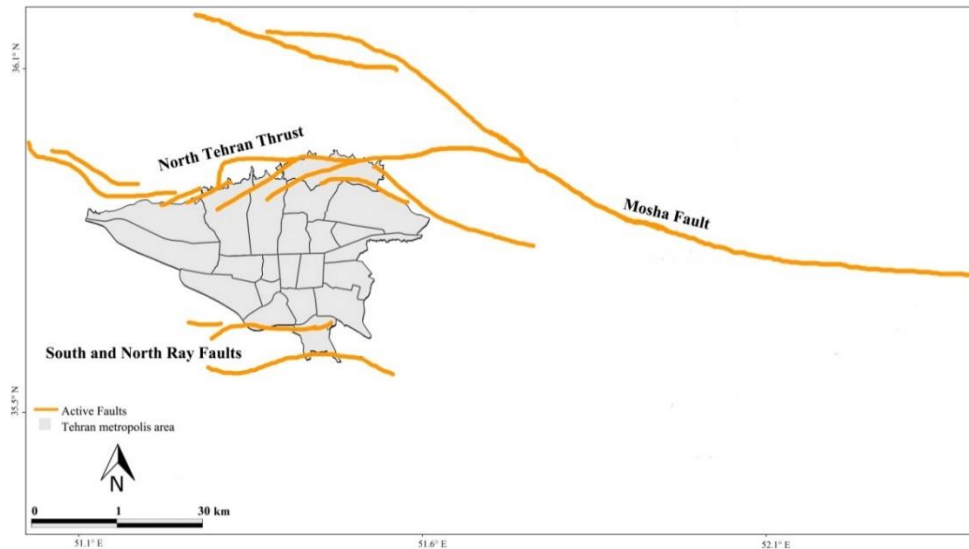 36.1° N
North Tehran Thrust
Mosha Fault
South and North Ray Faults
35.5° N
Active Faults
Tehran metropolis area
N
0 1 30 km
51.1° E 51.6° E 52.1° E